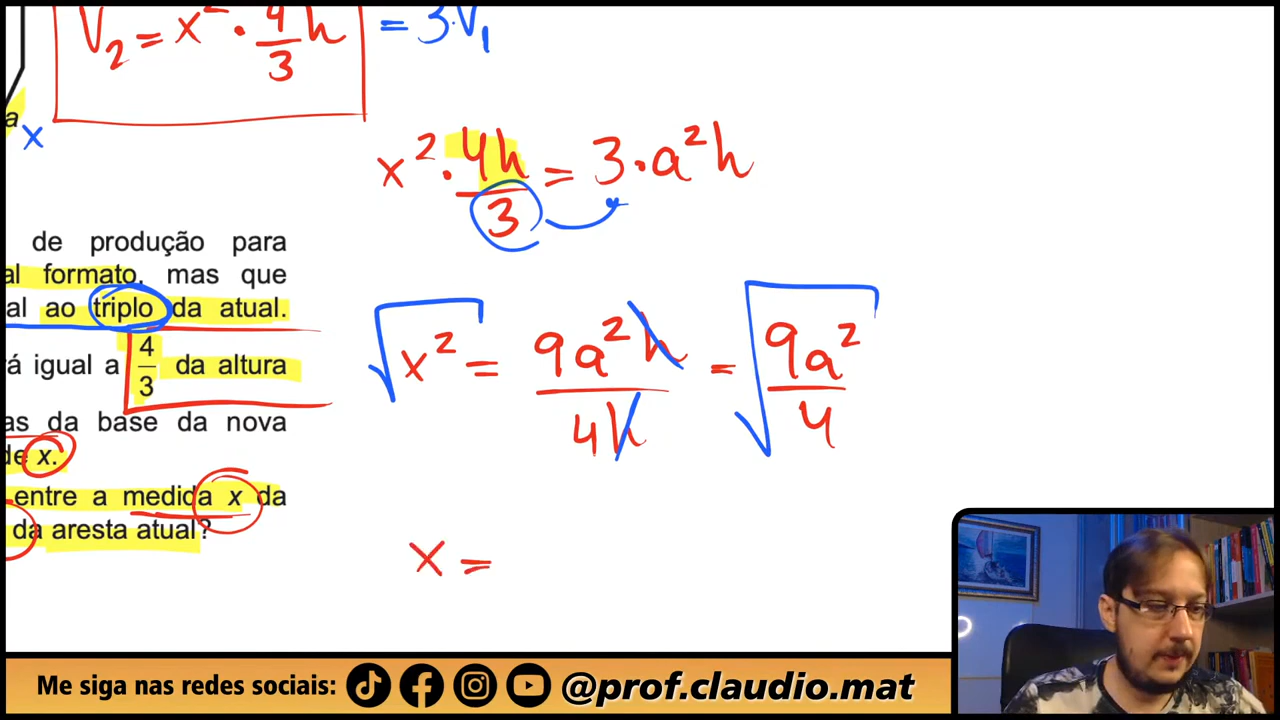 V₂ = x² · 4/3 h = 3·V₁
a
x
x² · 4h/3 = 3·a²h
de produção para
al formato, mas que
al ao triplo da atual.
rá igual a 4/3 da altura
as da base da nova
de x.
entre a medida x da
da aresta atual?
x² = 9a²h/4h = √9a²/4
x =
Me siga nas redes sociais: @prof.claudio.mat